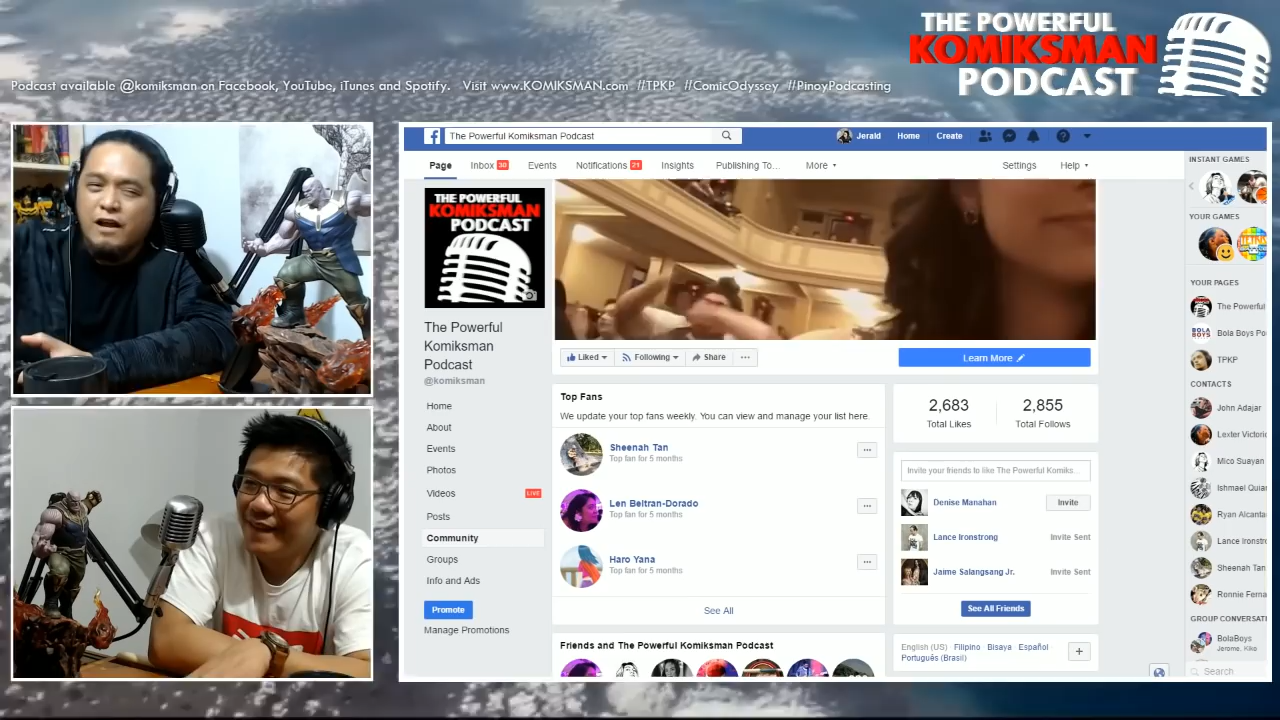 THE POWERFUL
KOMIKSMAN
PODCAST
Podcast available @komiksman on Facebook, YouTube, iTunes and Spotify. Visit www.KOMIKSMAN.com //TPKP //ComicOdyssey //PinoyPodcasting
The Powerful Komiksman Podcast
Jerald Home Create
Page Inbox 30 Events Notifications 21 Insights Publishing To... More Settings Help
THE POWERFUL
KOMIKSMAN
PODCAST
The Powerful
Komiksman
Podcast
@komiksman
Home
About
Events
Photos
Videos LIVE
Posts
Community
Groups
Info and Ads
Promote
Manage Promotions
Liked Following Share ...
Learn More
Top Fans
We update your top fans weekly. You can view and manage your list here.
Sheenah Tan
Top fan for 5 months
Len Beltran-Dorado
Top fan for 5 months
Haro Yana
Top fan for 5 months
See All
Friends and The Powerful Komiksman Podcast
2,683 2,855
Total Likes Total Follows
Invite your friends to like The Powerful Komiks...
Denise Manahan Invite
Lance Ironstrong Invite Sent
Jaime Salangsang Jr. Invite Sent
See All Friends
English (US) · Filipino · Bisaya · Español ·
Português (Brasil)
INSTANT GAMES
YOUR GAMES
YOUR PAGES
The Powerful
Bola Boys Po
TPKP
CONTACTS
John Adajar
Lexter Victorio
Mico Suayan
Ishmael Quiar
Ryan Alcanta
Lance Ironstro
Sheenah Tan
Ronnie Ferna
GROUP CONVERSATI
BolaBoys
Jerome, Kiko
Search